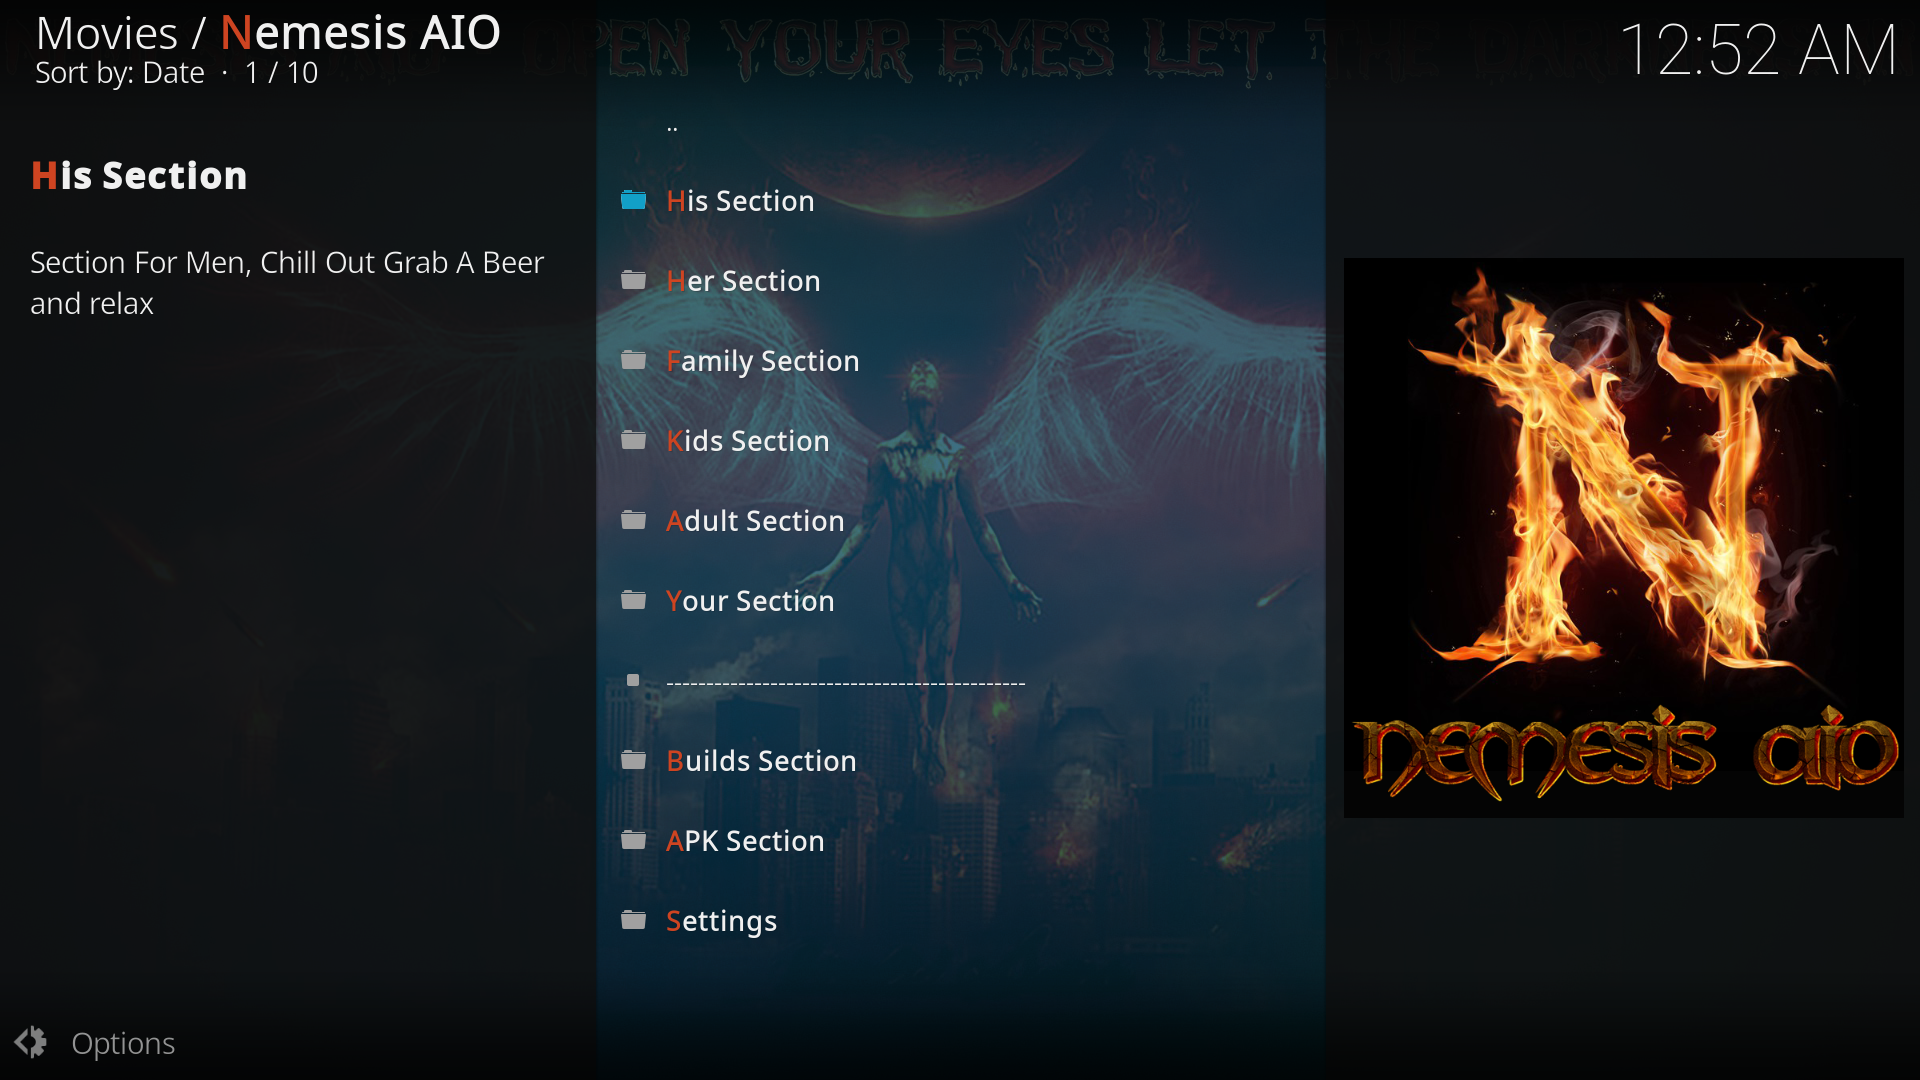 Movies / Nemesis AIO
Sort by: Date · 1 / 10
OPEN YOUR EYES LET
12:52 AM
His Section
Section For Men, Chill Out Grab A Beer
and relax
..
His Section
Her Section
Family Section
Kids Section
Adult Section
Your Section
---------------------------------------------
Builds Section
APK Section
Settings
nemesis aio
Options